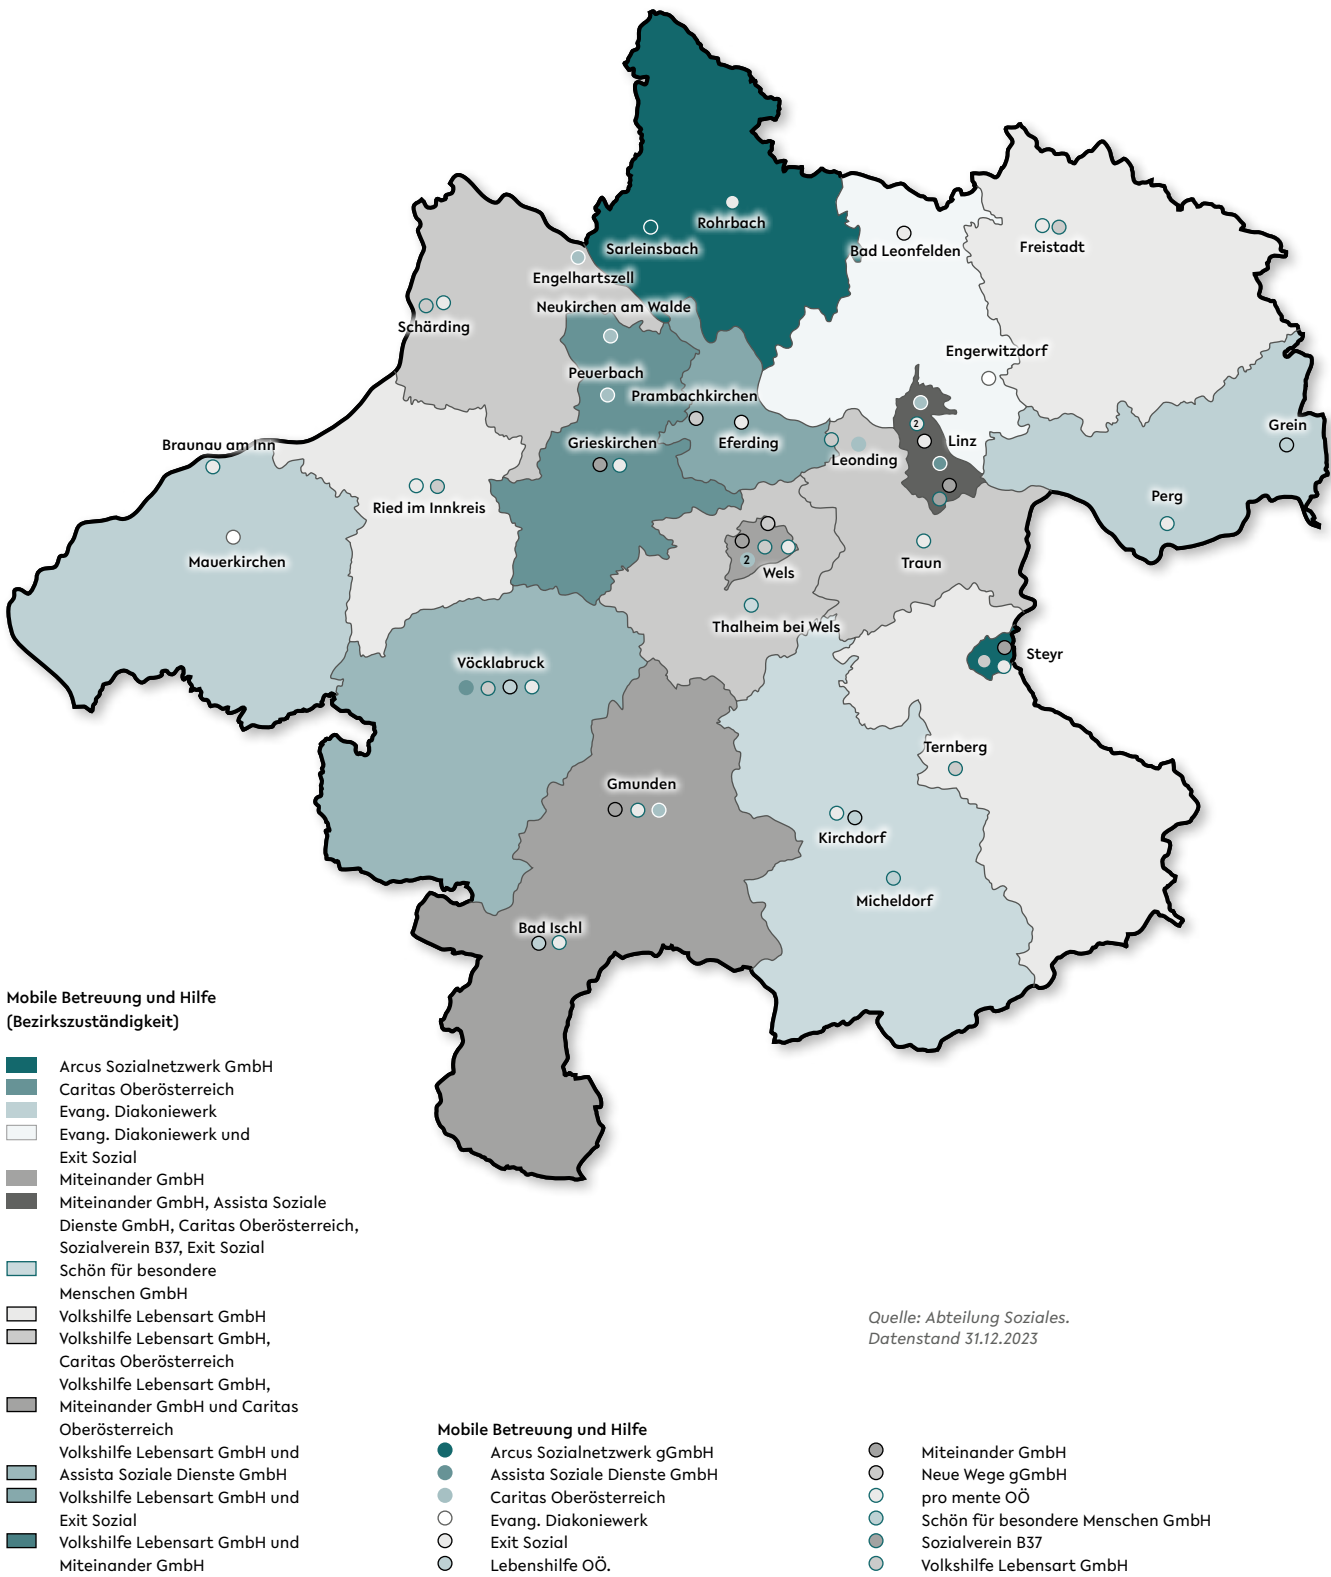 Rohrbach
Sarleinsbach
Bad Leonfelden
Freistadt
Engelhartszell
Neukirchen am Walde
Schärding
Engerwitzdorf
Peuerbach
Prambachkirchen
Grein
2
Braunau am Inn
Grieskirchen
Eferding
Linz
Leonding
Perg
Ried im Innkreis
Mauerkirchen
2
Wels
Traun
Thalheim bei Wels
Steyr
Vöcklabruck
Ternberg
Gmunden
Kirchdorf
Micheldorf
Bad Ischl
Mobile Betreuung und Hilfe
(Bezirkszuständigkeit)
Arcus Sozialnetzwerk GmbH
Caritas Oberösterreich
Evang. Diakoniewerk
Evang. Diakoniewerk und
Exit Sozial
Miteinander GmbH
Miteinander GmbH, Assista Soziale
Dienste GmbH, Caritas Oberösterreich,
Sozialverein B37, Exit Sozial
Schön für besondere
Menschen GmbH
Volkshilfe Lebensart GmbH
Volkshilfe Lebensart GmbH,
Caritas Oberösterreich
Volkshilfe Lebensart GmbH,
Miteinander GmbH und Caritas
Oberösterreich
Volkshilfe Lebensart GmbH und
Assista Soziale Dienste GmbH
Volkshilfe Lebensart GmbH und
Exit Sozial
Volkshilfe Lebensart GmbH und
Miteinander GmbH
Quelle: Abteilung Soziales.
Datenstand 31.12.2023
Mobile Betreuung und Hilfe
Arcus Sozialnetzwerk gGmbH
Assista Soziale Dienste GmbH
Caritas Oberösterreich
Evang. Diakoniewerk
Exit Sozial
Lebenshilfe OÖ.
Miteinander GmbH
Neue Wege gGmbH
pro mente OÖ
Schön für besondere Menschen GmbH
Sozialverein B37
Volkshilfe Lebensart GmbH